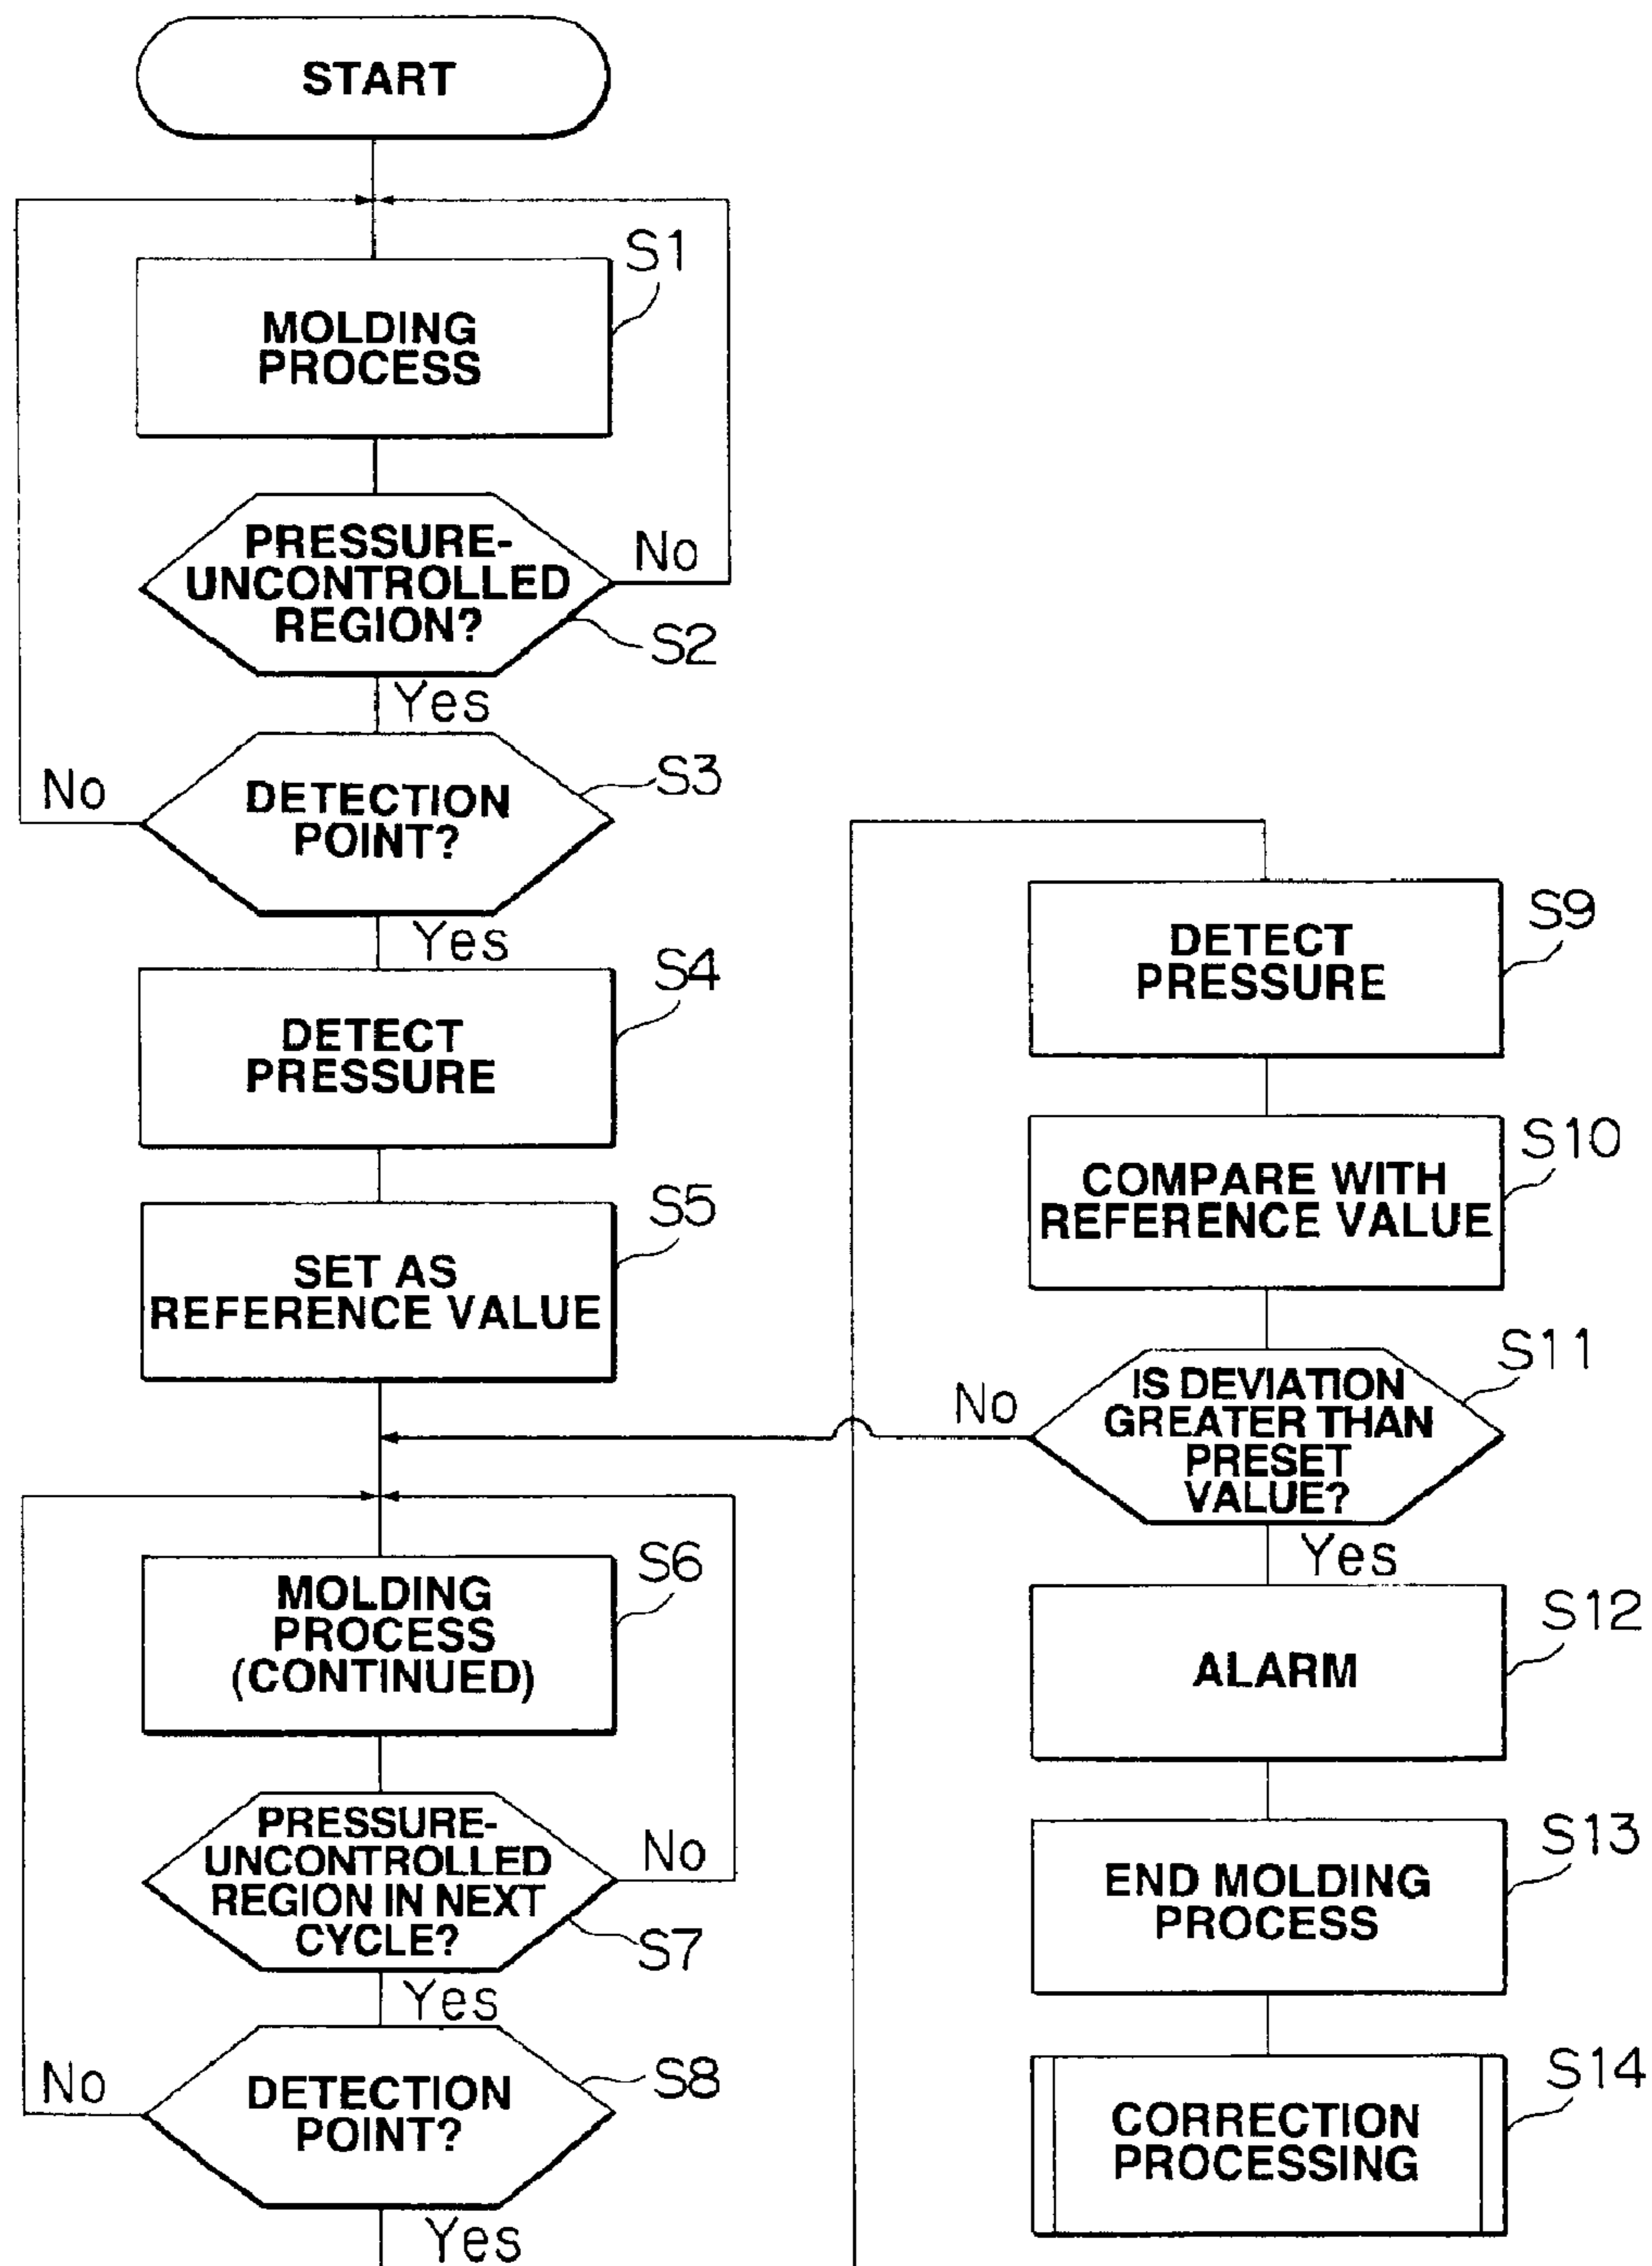 START
S1
MOLDING
PROCESS
PRESSURE-
UNCONTROLLED
REGION?
No
S2
Yes
S3
No
DETECTION
POINT?
Yes
S4
DETECT
PRESSURE
S5
SET AS
REFERENCE VALUE
S6
MOLDING
PROCESS
(CONTINUED)
PRESSURE-
UNCONTROLLED
REGION IN NEXT
CYCLE?
No
S7
Yes
S8
No
DETECTION
POINT?
Yes
S9
DETECT
PRESSURE
S10
COMPARE WITH
REFERENCE VALUE
S11
No
IS DEVIATION
GREATER THAN
PRESET
VALUE?
Yes
S12
ALARM
S13
END MOLDING
PROCESS
S14
CORRECTION
PROCESSING